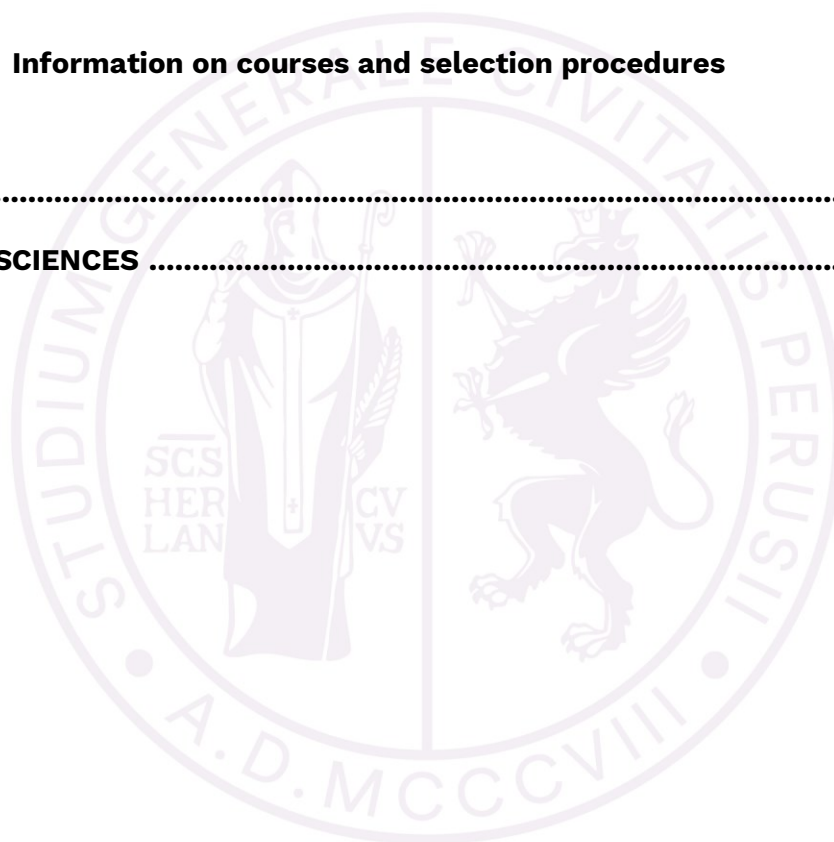 Information on courses and selection procedures
................................................................................
SCIENCES ................................................................................
STUDIUM GENERALE CIVITATIS PERUSII
SCS
HER
LAN
CV
VS
A.D. MCCCVIII